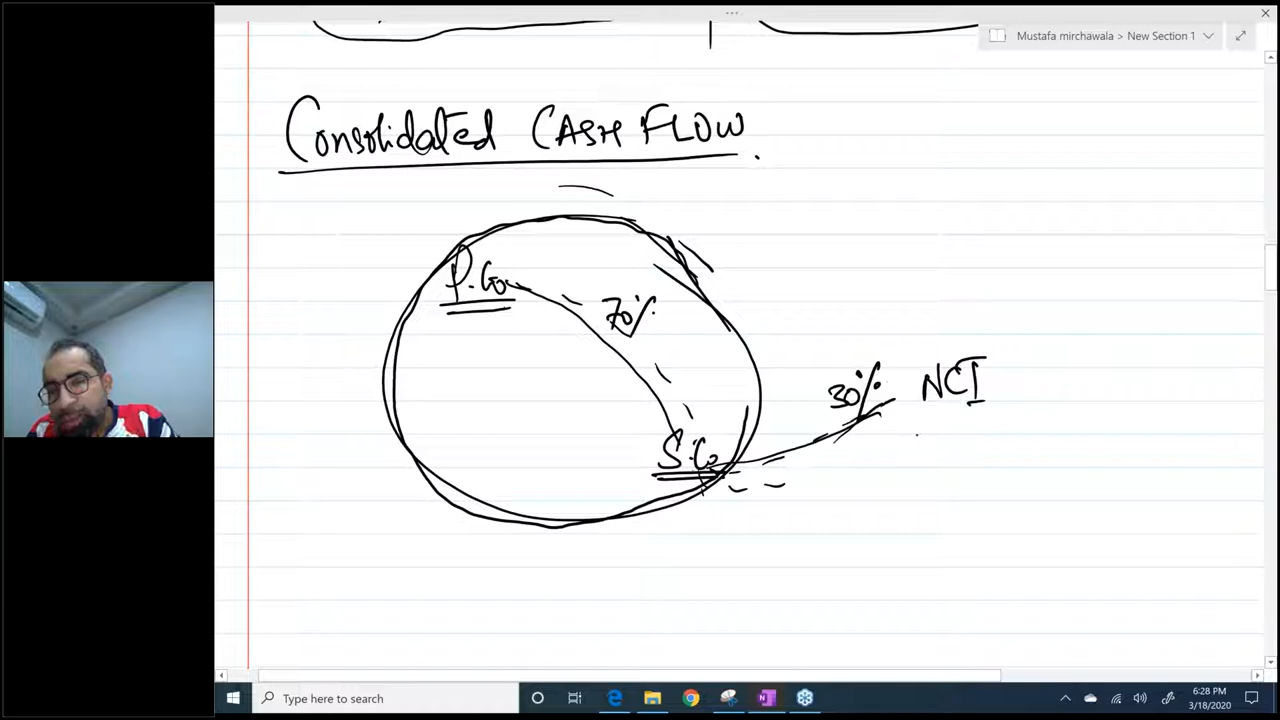 Mustafa mirchawala > New Section 1
Consolidated CASH FLOW.
P.Co
70%
30% NCI
S.Co
Type here to search
6:28 PM
3/18/2020